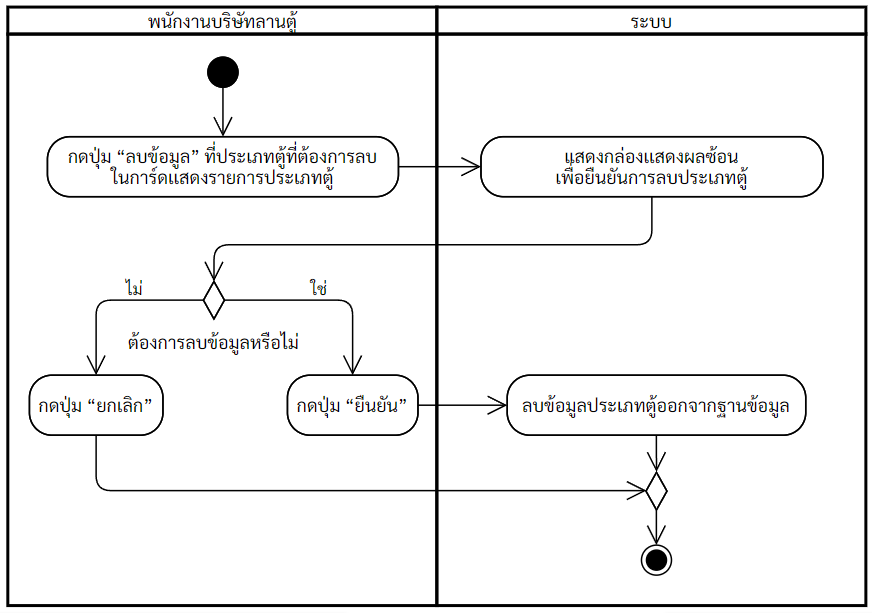 พนักงานบริษัทลานตู้
ระบบ
กดปุ่ม “ลบข้อมูล” ที่ประเภทตู้ที่ต้องการลบ
ในการ์ดแสดงรายการประเภทตู้
แสดงกล่องแสดงผลซ้อน
เพื่อยืนยันการลบประเภทตู้
ไม่
ใช่
ต้องการลบข้อมูลหรือไม่
กดปุ่ม “ยกเลิก”
กดปุ่ม “ยืนยัน”
ลบข้อมูลประเภทตู้ออกจากฐานข้อมูล